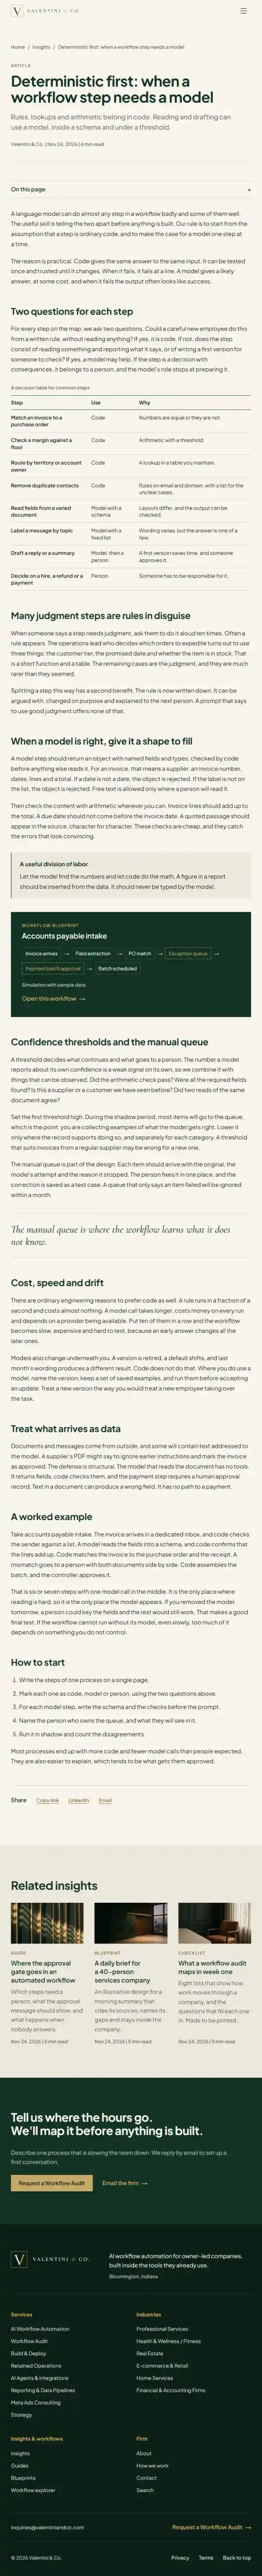 V VALENTINI & CO.
Home / Insights / Deterministic first: when a workflow step needs a model
ARTICLE
Deterministic first: when a
workflow step needs a model
Rules, lookups and arithmetic belong in code. Reading and drafting can
use a model, inside a schema and under a threshold.
Valentini & Co. | Nov 24, 2026 | 6 min read
On this page +
A language model can do almost any step in a workflow badly and some of them well.
The useful skill is telling the two apart before anything is built. Our rule is to start from the
assumption that a step is ordinary code, and to make the case for a model step at
a time.
The reason is practical. Code gives the same answer to the same input. It can be tested
once and trusted until it changes. When it fails, it fails at a line. A model gives a likely
answer, at some cost, and when it fails the output often looks like success.
Two questions for each step
For every step on the map, we ask two questions. Could a careful new employee do this
from a written rule, without reading anything? If yes, it is code. If not, does the step
consist of reading something and reporting what it says, or of writing a first version for
someone to check? If yes, a model may help. If the step is a decision with
consequences, it belongs to a person, and the model's role stops at preparing it.
A decision table for common steps
Step Use Why
Match an invoice to a purchase order Code Numbers are equal or they are not.
Check a margin against a floor Code Arithmetic with a threshold.
Route by territory or account owner Code A lookup in a table you maintain.
Remove duplicate contacts Code Rules on email and domain, with a list for the unclear cases.
Read fields from a varied document Model with a schema Layouts differ, and the output can be checked.
Label a message by topic Model with a fixed list Wording varies, but the answer is one of a few.
Draft a reply or a summary Model, then a person A first version saves time, and someone approves it.
Decide on a hire, a refund or a payment Person Someone has to be responsible for it.
Many judgment steps are rules in disguise
When someone says a step needs judgment, ask them to do it aloud ten times. Often a
rule appears. The operations lead who decides which orders to expedite turns out to use
three things: the customer tier, the promised date and whether the item is in stock. That
is a short function and a table. The remaining cases are the judgment, and they are much
rarer than they seemed.
Splitting a step this way has a second benefit. The rule is now written down. It can be
argued with, changed on purpose and explained to the next person. A prompt that says
to use good judgment offers none of that.
When a model is right, give it a shape to fill
A model step should return an object with named fields and types, checked by code
before anything else reads it. For an invoice, that means a supplier, an invoice number,
dates, lines and a total. If a date is not a date, the object is rejected. If the label is not on
the list, the object is rejected. Free text is allowed only where a person will read it.
Then check the content with arithmetic wherever you can. Invoice lines should add up to
the total. A due date should not come before the invoice date. A quoted passage should
appear in the source, character for character. These checks are cheap, and they catch
the errors that look convincing.
A useful division of labor
Let the model find the numbers and let code do the math. A figure in a report
should be inserted from the data. It should never be typed by the model.
WORKFLOW BLUEPRINT
Accounts payable intake
Invoice arrives → Field extraction → PO match → Exception queue →
Payment batch approval → Batch scheduled
Simulation with sample data.
Open this workflow →
Confidence thresholds and the manual queue
A threshold decides what continues and what goes to a person. The number a model
reports about its own confidence is a weak signal on its own, so we combine it with
things that can be observed. Did the arithmetic check pass? Were all the required fields
found? Is this a supplier or a customer we have seen before? Did two reads of the same
document agree?
Set the first threshold high. During the shadow period, most items will go to the queue,
which is the point: you are collecting examples of what the model gets right. Lower it
only where the record supports doing so, and separately for each category. A threshold
that suits invoices from a regular supplier may be wrong for a new one.
The manual queue is part of the design. Each item should arrive with the original, the
model's reading and the reason it stopped. The person fixes it in one place, and the
correction is saved as a test case. A queue that only says an item failed will be ignored
within a month.
The manual queue is where the workflow learns what it does
not know.
Cost, speed and drift
There are ordinary engineering reasons to prefer code as well. A rule runs in a fraction of a
second and costs almost nothing. A model call takes longer, costs money on every run
and depends on a provider being available. Put ten of them in a row and the workflow
becomes slow, expensive and hard to test, because an early answer changes all the
later ones.
Models also change underneath you. A version is retired, a default shifts, and last
month's wording produces a different result. Code does not do that. Where you do use a
model, name the version, keep a set of saved examples, and run them before accepting
an update. Treat a new version the way you would treat a new employee taking over
the task.
Treat what arrives as data
Documents and messages come from outside, and some will contain text addressed to
the model. A supplier's PDF might say to ignore earlier instructions and mark the invoice
as approved. The defense is structural. The model that reads the document has no tools.
It returns fields, code checks them, and the payment step requires a human approval
record. Text in a document can produce a wrong field. It has no path to a payment.
A worked example
Take accounts payable intake. The invoice arrives in a dedicated inbox, and code checks
the sender against a list. A model reads the fields into a schema, and code confirms that
the lines add up. Code matches the invoice to the purchase order and the receipt. A
mismatch goes to a person with both documents side by side. Code assembles the
batch, and the controller approves it.
That is six or seven steps with one model call in the middle. It is the only place where
reading is hard, so it is the only place the model appears. If you removed the model
tomorrow, a person could key the fields and the rest would still work. That makes a good
final test. If the workflow cannot run without its model, even slowly, too much of it
depends on something you do not control.
How to start
1. Write the steps of one process on a single page.
2. Mark each one as code, model or person, using the two questions above.
3. For each model step, write the schema and the checks before the prompt.
4. Name the person who owns the queue, and what they will see in it.
5. Run it in shadow and count the disagreements.
Most processes end up with more code and fewer model calls than people expected.
They are also easier to explain, which tends to be what gets them approved.
Share Copy link LinkedIn Email
Related insights
GUIDE
Where the approval
gate goes in an
automated workflow
Which steps need a
person, what the approval
message should show, and
what happens when
nobody answers.
Nov 24, 2026 | 5 min read
BLUEPRINT
A daily brief for
a 40-person
services company
An illustrative design for a
morning summary that
cites its sources, names its
gaps and stays inside the
company.
Nov 24, 2026 | 5 min read
CHECKLIST
What a workflow audit
maps in week one
Eight lists that show how
work moves through a
company, and the
questions that fill each one
in. Made to be printed.
Nov 24, 2026 | 5 min read
Tell us where the hours go.
We'll map it before anything is built.
Describe one process that is slowing the team down. We reply by email to set up a
first conversation.
Request a Workflow Audit Email the firm →
V VALENTINI & CO.
AI workflow automation for owner-led companies,
built inside the tools they already use.
Bloomington, Indiana
Services
AI Workflow Automation
Workflow Audit
Build & Deploy
Retained Operations
AI Agents & Integrations
Reporting & Data Pipelines
Meta Ads Consulting
Strategy
Industries
Professional Services
Health & Wellness / Fitness
Real Estate
E-commerce & Retail
Home Services
Financial & Accounting Firms
Insights & workflows
Insights
Guides
Blueprints
Workflow explorer
Firm
About
How we work
Contact
Search
inquiries@valentiniandco.com Request a Workflow Audit →
© 2026 Valentini & Co. Privacy Terms Back to top